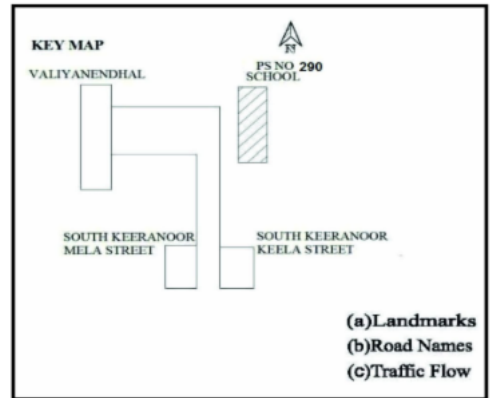 KEY MAP
N
PS NO 290
SCHOOL
VALIYANENDHAL
SOUTH KEERANOOR
MELA STREET
SOUTH KEERANOOR
KEELA STREET
(a)Landmarks
(b)Road Names
(c)Traffic Flow